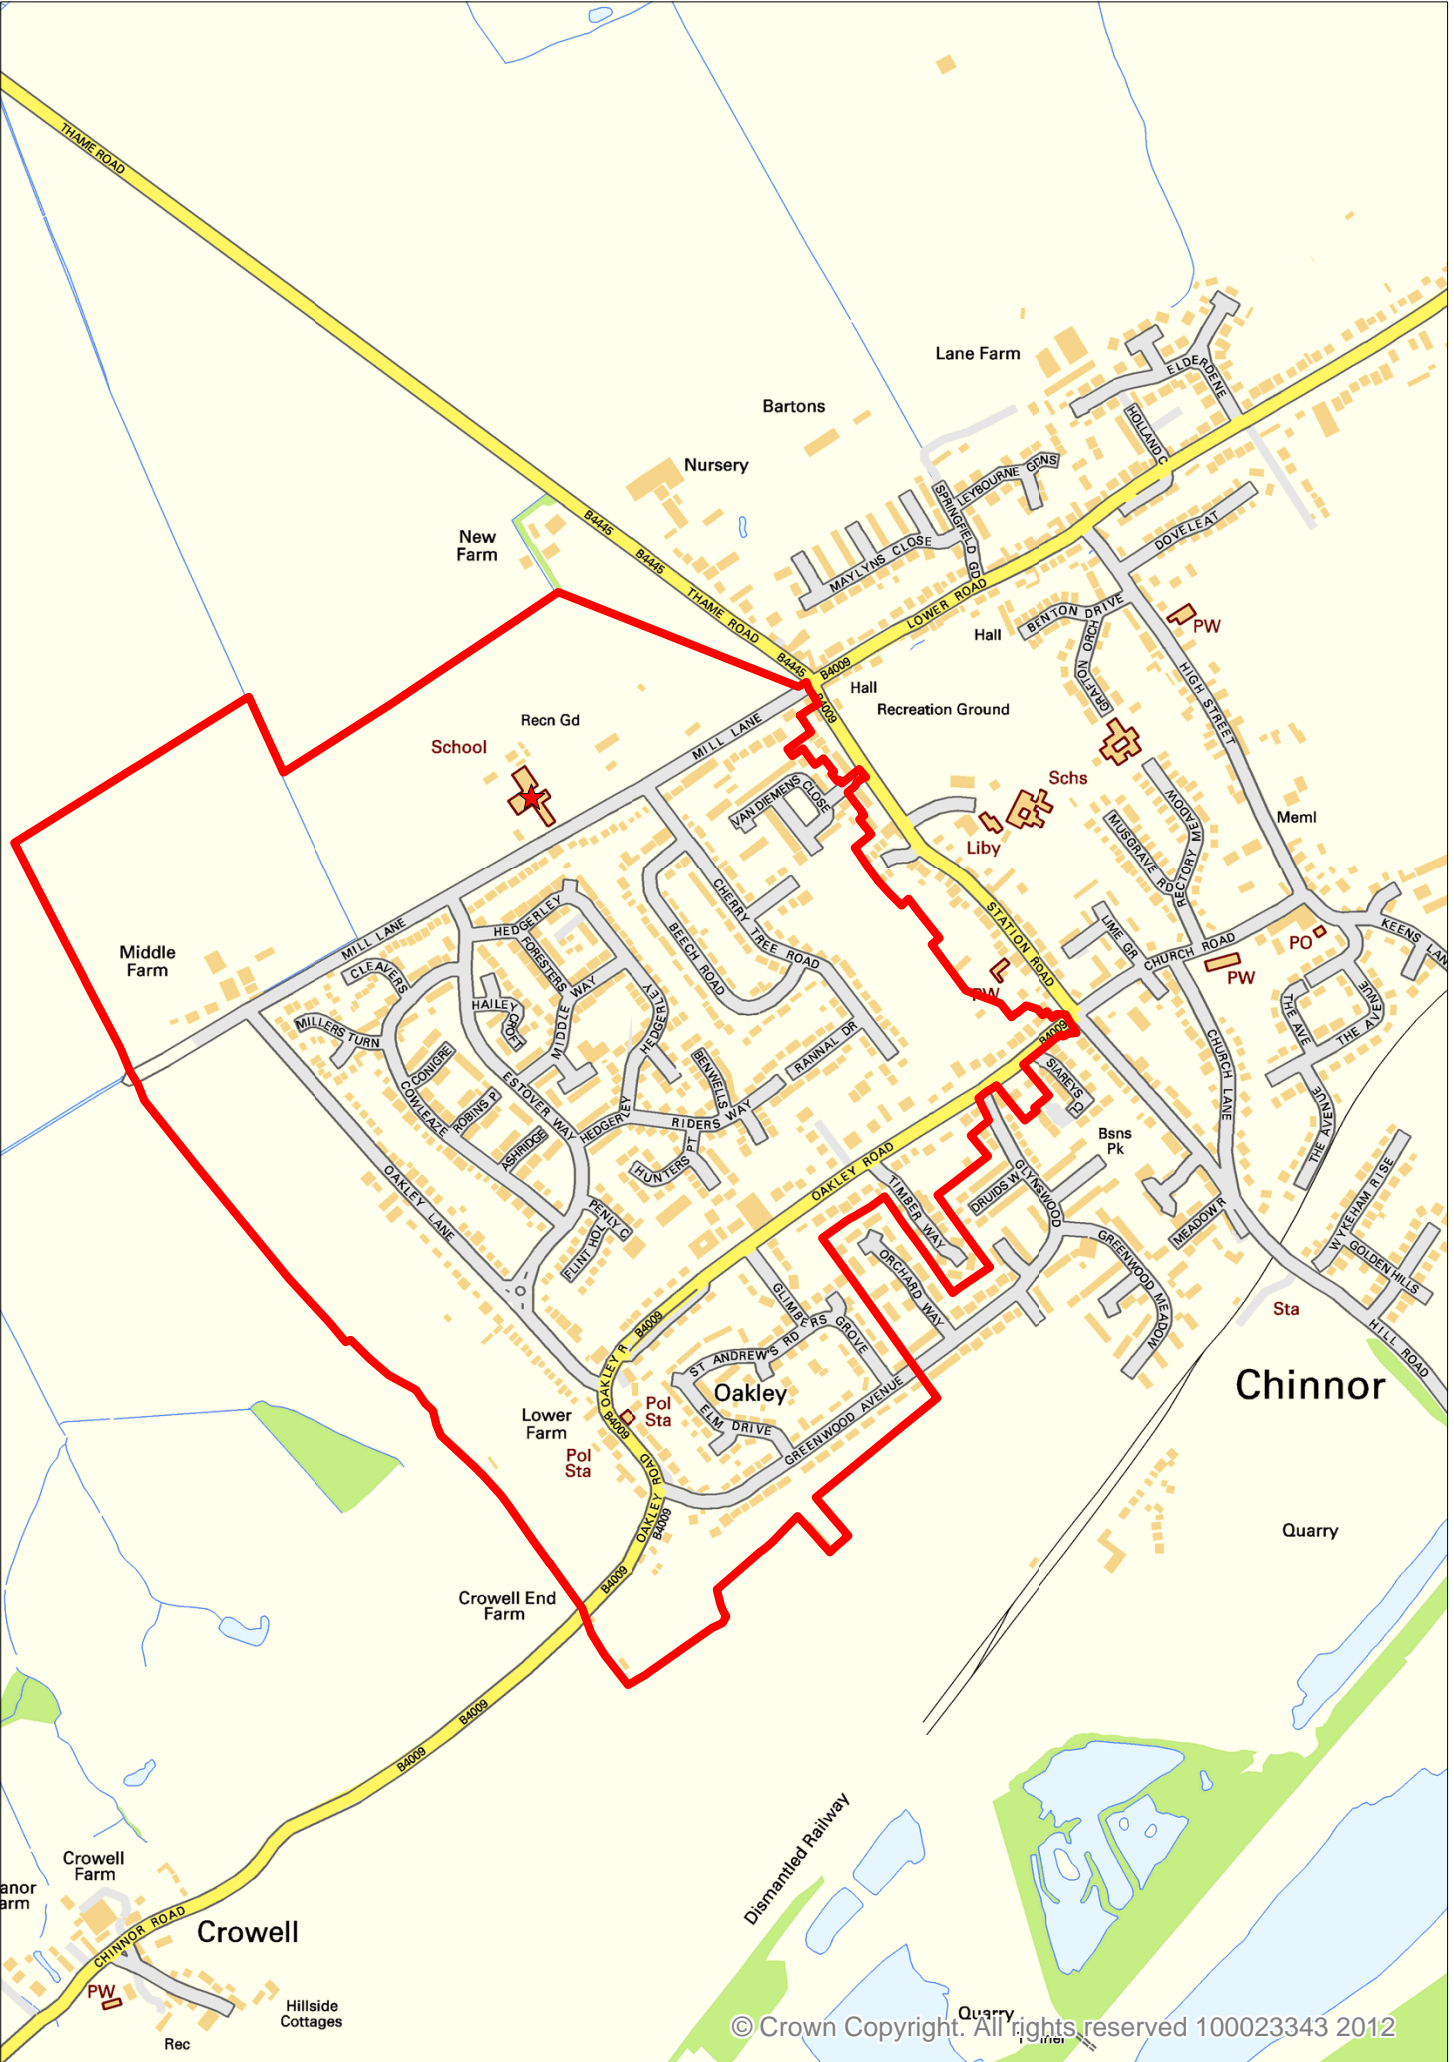 THAME ROAD
Lane Farm
ELDERDENE
Bartons
HOLLAND C
Nursery
LEYBOURNE GDNS
SPRINGFIELD GD
B4445
New
Farm
B4445
MAYLYNS CLOSE
DOVELEAT
THAME ROAD
LOWER ROAD
BENTON DRIVE
Hall
PW
GRAFTON ORCH
B4445
B4009
HIGH STREET
Hall
B4009
Recreation Ground
Recn Gd
MILL LANE
School
Schs
VAN DIEMENS CLOSE
RECTORY MEADOW
MUSGRAVE RD
Meml
Liby
CHERRY TREE ROAD
BEECH ROAD
STATION ROAD
LIME GR
CHURCH ROAD
PO
KEENS LAN
MILL LANE
HEDGERLEY
FORESTERS
Middle
Farm
CLEAVERS
PW
PW
HAILEY CROFT
MIDDLE WAY
HEDGERLEY
THE AVE
THE AVENUE
MILLERS TURN
RANNAL DR
B4009
CHURCH LANE
CONIGRE
BENWELLS
SIAREYS CL
COWLEAZE
ROBINS P
ESTOVER WAY
HEDGERLEY
RIDERS WAY
THE AVENUE
ASHRIDGE
HUNTERS PT
Bsns
Pk
OAKLEY ROAD
OAKLEY LANE
TIMBER WAY
DRUIDS W
GLYNSWOOD
WYKEHAM RISE
MEADOW R
PENLY C
FLINT HOL
GREENWOOD MEADOW
GOLDEN HILLS
ORCHARD WAY
GLIMBERS GROVE
Sta
HILL ROAD
B4009
OAKLEY R
ST ANDREW'S RD
Oakley
Chinnor
Pol
Sta
Lower
Farm
B4009
ELM DRIVE
GREENWOOD AVENUE
Pol
Sta
OAKLEY ROAD
B4009
Quarry
B4009
Crowell End
Farm
B4009
B4009
Dismantled Railway
Crowell
Farm
anor
arm
CHINNOR ROAD
Crowell
PW
Hillside
Cottages
Rec
Quarry
© Crown Copyright. All rights reserved 100023343 2012